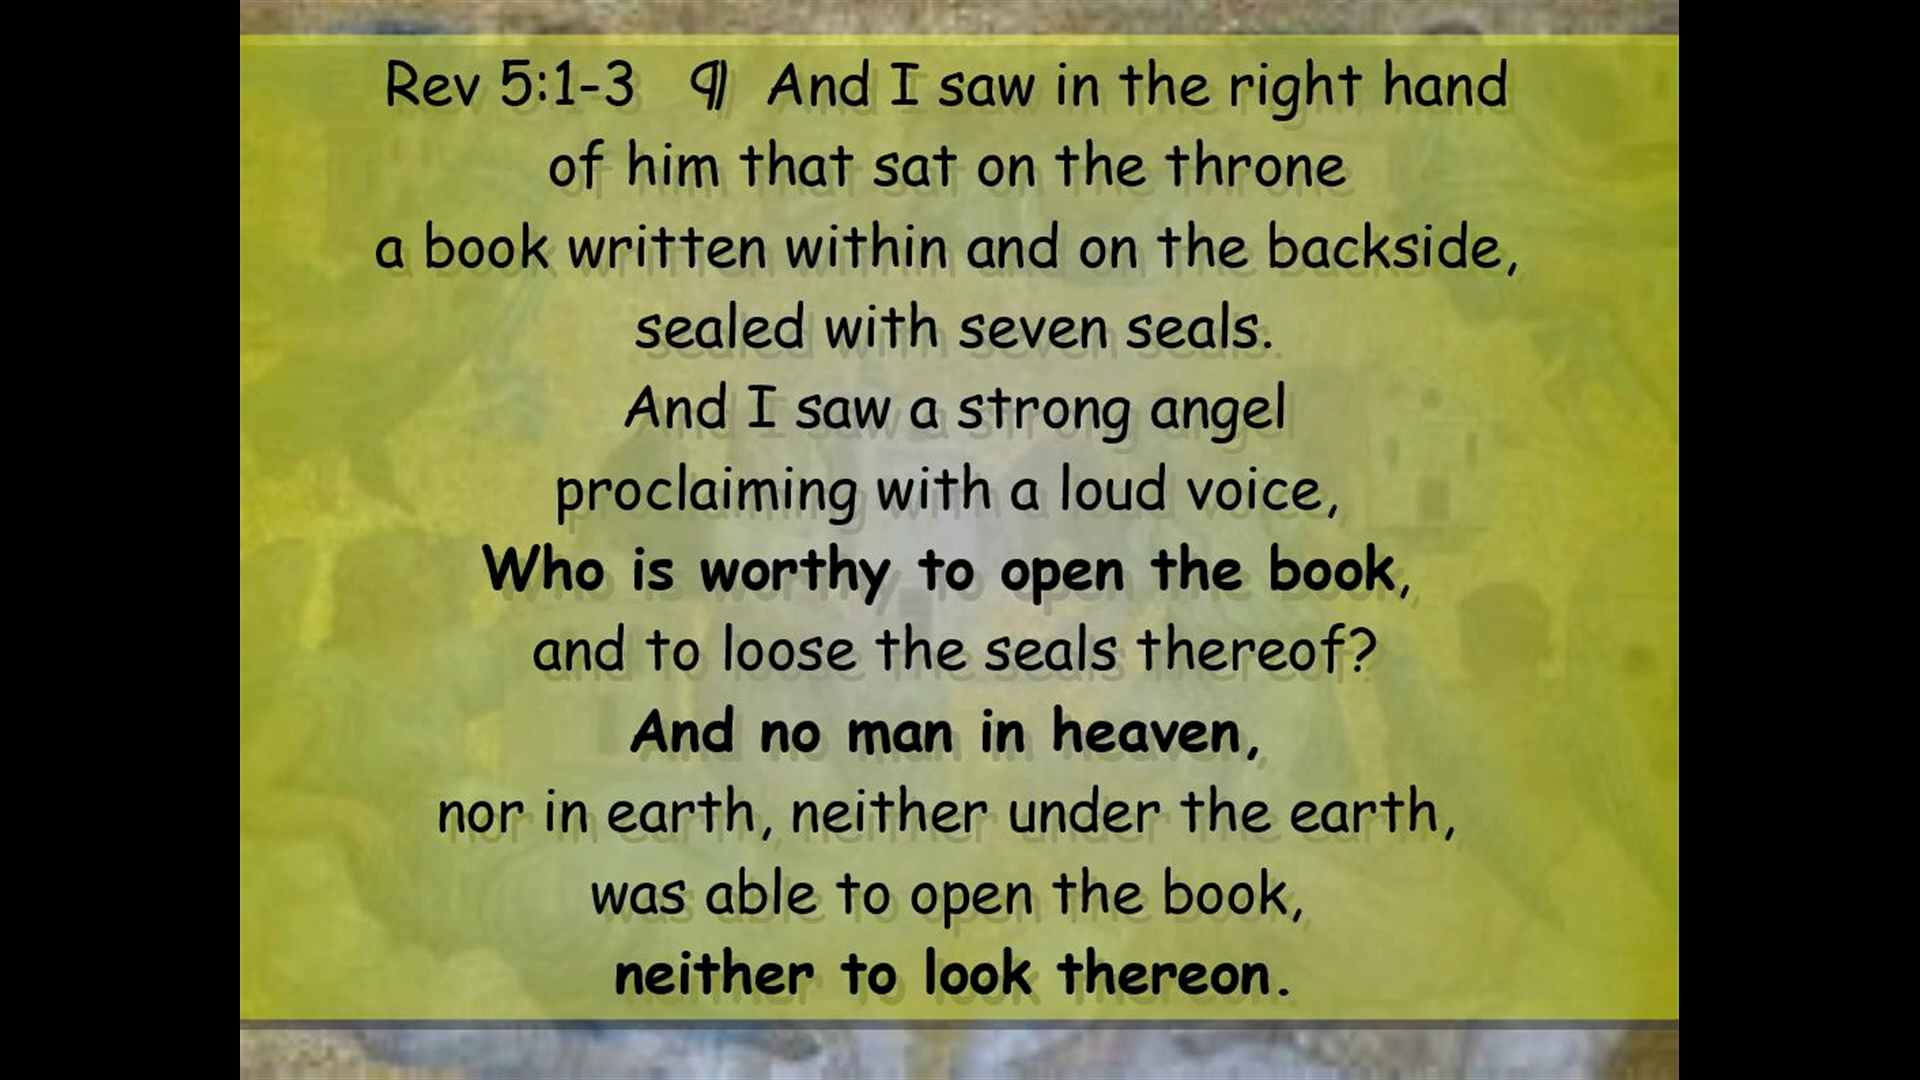 Rev 5:1-3 ¶ And I saw in the right hand
of him that sat on the throne
a book written within and on the backside,
sealed with seven seals.
And I saw a strong angel
proclaiming with a loud voice,
Who is worthy to open the book,
and to loose the seals thereof?
And no man in heaven,
nor in earth, neither under the earth,
was able to open the book,
neither to look thereon.